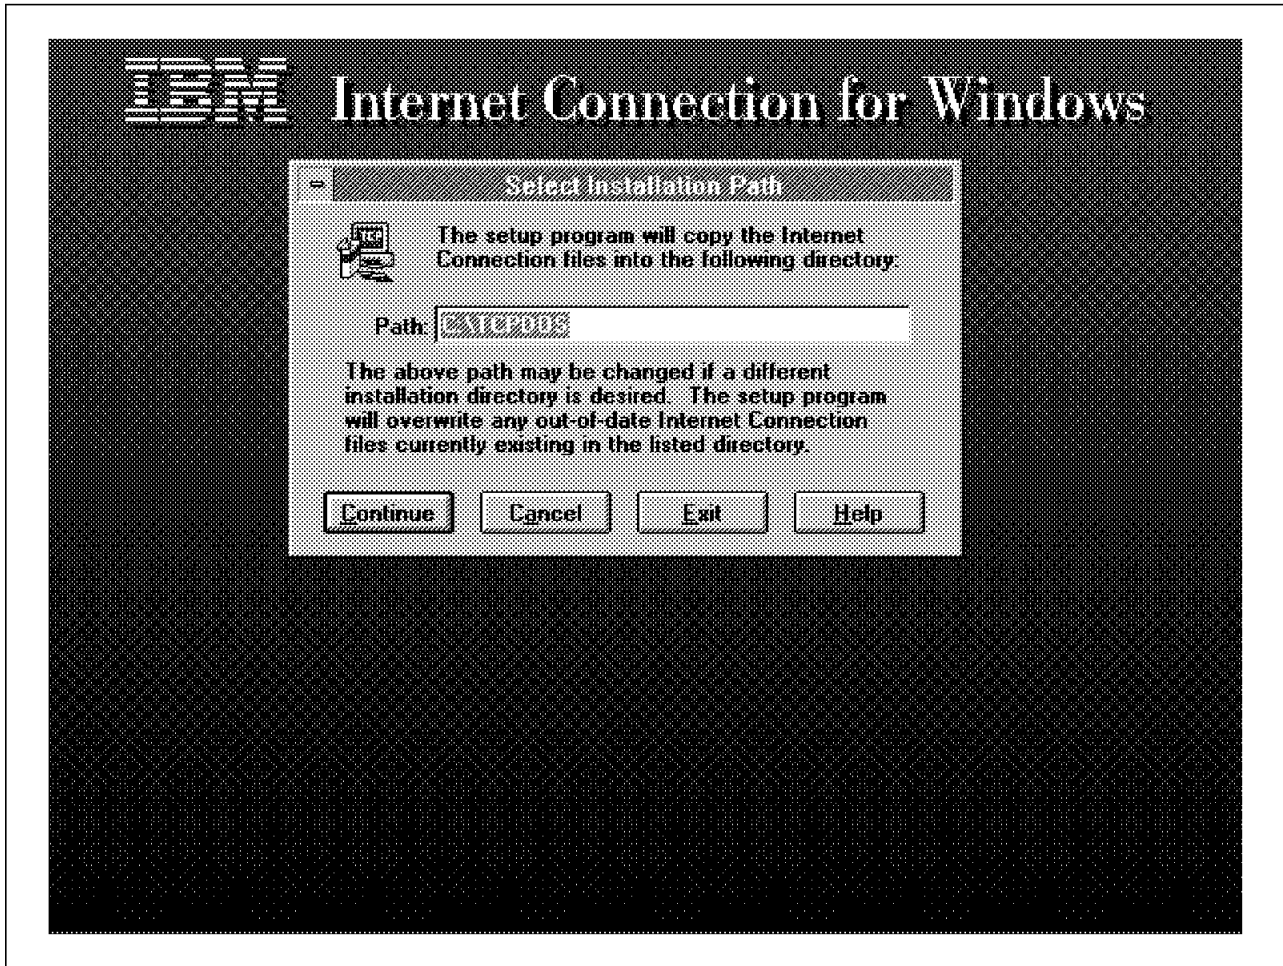 IBM Internet Connection for Windows
Select Installation Path
TCP
The setup program will copy the Internet
Connection files into the following directory:
Path: C:\TCPDOS
The above path may be changed if a different
installation directory is desired. The setup program
will overwrite any out-of-date Internet Connection
files currently existing in the listed directory.
Continue Cancel Exit Help